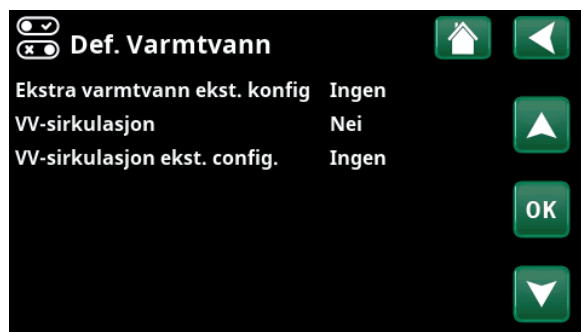 Def. Varmtvann
Ekstra varmtvann ekst. konfig Ingen
VV-sirkulasjon Nei
VV-sirkulasjon ekst. config. Ingen
OK